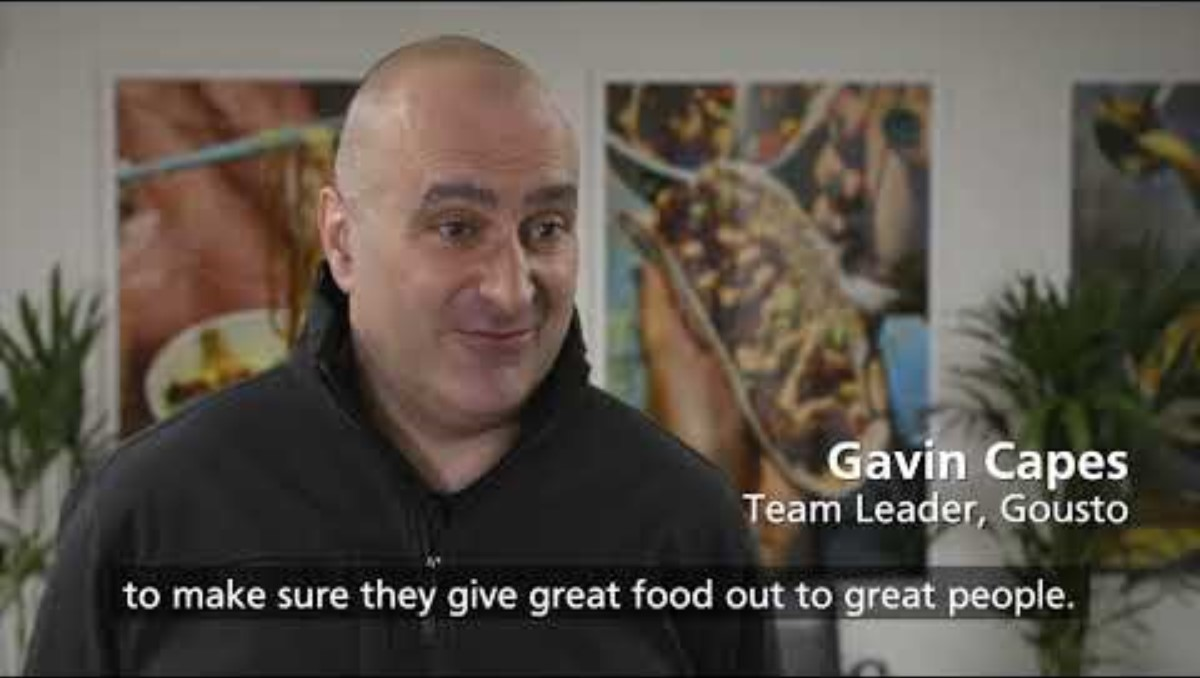 Gavin Capes
Team Leader, Gousto
to make sure they give great food out to great people.